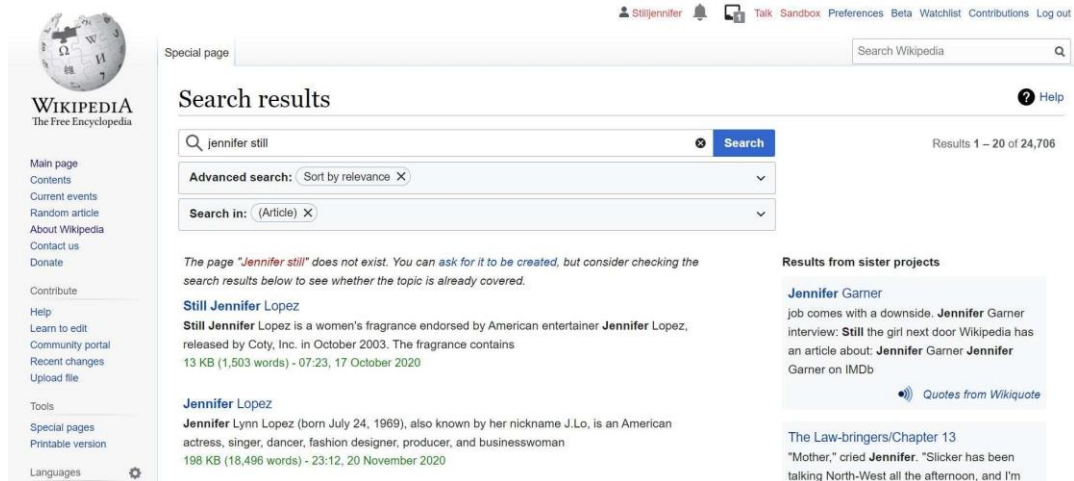 Stilljennifer 1 Talk Sandbox Preferences Beta Watchlist Contributions Log out
Ω W И 7
WIKIPEDIA
The Free Encyclopedia
Main page
Contents
Current events
Random article
About Wikipedia
Contact us
Donate
Contribute
Help
Learn to edit
Community portal
Recent changes
Upload file
Tools
Special pages
Printable version
Languages
Special page
Search Wikipedia
Search results
? Help
jennifer still
Search
Results 1 – 20 of 24,706
Advanced search: Sort by relevance X
Search in: (Article) X
The page "Jennifer still" does not exist. You can ask for it to be created, but consider checking the
search results below to see whether the topic is already covered.
Still Jennifer Lopez
Still Jennifer Lopez is a women's fragrance endorsed by American entertainer Jennifer Lopez,
released by Coty, Inc. in October 2003. The fragrance contains
13 KB (1,503 words) - 07:23, 17 October 2020
Jennifer Lopez
Jennifer Lynn Lopez (born July 24, 1969), also known by her nickname J.Lo, is an American
actress, singer, dancer, fashion designer, producer, and businesswoman
198 KB (18,496 words) - 23:12, 20 November 2020
Results from sister projects
Jennifer Garner
job comes with a downside. Jennifer Garner
interview: Still the girl next door Wikipedia has
an article about: Jennifer Garner Jennifer
Garner on IMDb
Quotes from Wikiquote
The Law-bringers/Chapter 13
"Mother," cried Jennifer. "Slicker has been
talking North-West all the afternoon, and I'm